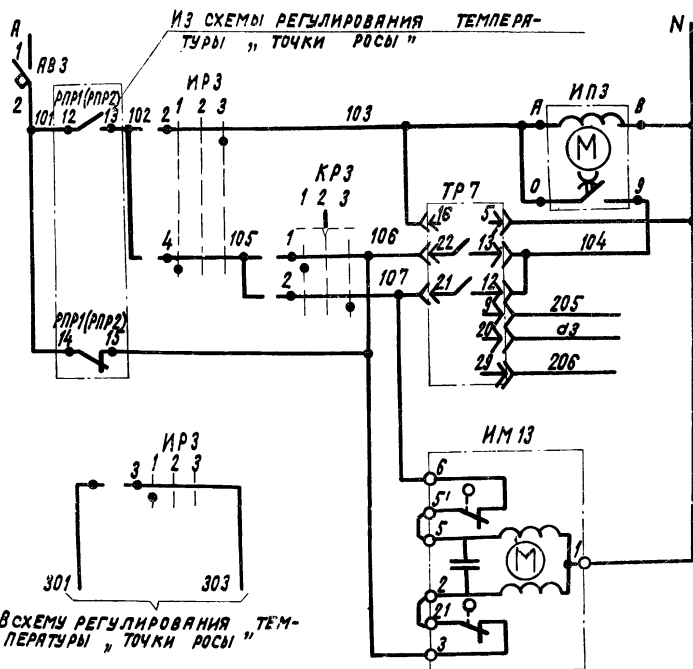 ИЗ СХЕМЫ РЕГУЛИРОВАНИЯ ТЕМПЕРА-
ТУРЫ „ ТОЧКИ РОСЫ "
A
N
1
АВ3
2
РПР1(РПР2)
ИР3
ИП3
101
12
13
102
2
1
2
3
103
А
В
М
КР3
1 2 3
ТР7
О
9
16
5
4
105
1
106
22
13
104
2
107
21
12
РПР1(РПР2)
14
15
9
205
20
d3
29
206
ИР3
3
1
2
3
ИМ 13
6
5'
5
М
1
2
21
3
301
303
В СХЕМУ РЕГУЛИРОВАНИЯ ТЕМ-
ПЕРАТУРЫ „ ТОЧКИ РОСЫ "